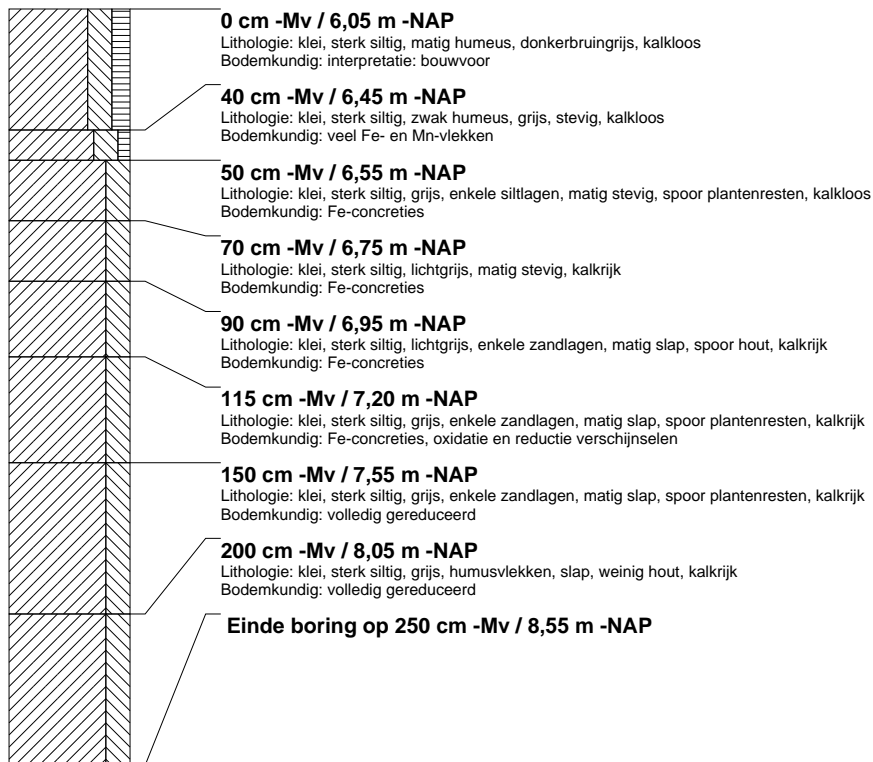 0 cm -Mv / 6,05 m -NAP
Lithologie: klei, sterk siltig, matig humeus, donkerbruingrijs, kalkloos
Bodemkundig: interpretatie: bouwvoor
40 cm -Mv / 6,45 m -NAP
Lithologie: klei, sterk siltig, zwak humeus, grijs, stevig, kalkloos
Bodemkundig: veel Fe- en Mn-vlekken
50 cm -Mv / 6,55 m -NAP
Lithologie: klei, sterk siltig, grijs, enkele siltlagen, matig stevig, spoor plantenresten, kalkloos
Bodemkundig: Fe-concreties
70 cm -Mv / 6,75 m -NAP
Lithologie: klei, sterk siltig, lichtgrijs, matig stevig, kalkrijk
Bodemkundig: Fe-concreties
90 cm -Mv / 6,95 m -NAP
Lithologie: klei, sterk siltig, lichtgrijs, enkele zandlagen, matig slap, spoor hout, kalkrijk
Bodemkundig: Fe-concreties
115 cm -Mv / 7,20 m -NAP
Lithologie: klei, sterk siltig, grijs, enkele zandlagen, matig slap, spoor plantenresten, kalkrijk
Bodemkundig: Fe-concreties, oxidatie en reductie verschijnselen
150 cm -Mv / 7,55 m -NAP
Lithologie: klei, sterk siltig, grijs, enkele zandlagen, matig slap, spoor plantenresten, kalkrijk
Bodemkundig: volledig gereduceerd
200 cm -Mv / 8,05 m -NAP
Lithologie: klei, sterk siltig, grijs, humusvlekken, slap, weinig hout, kalkrijk
Bodemkundig: volledig gereduceerd
Einde boring op 250 cm -Mv / 8,55 m -NAP